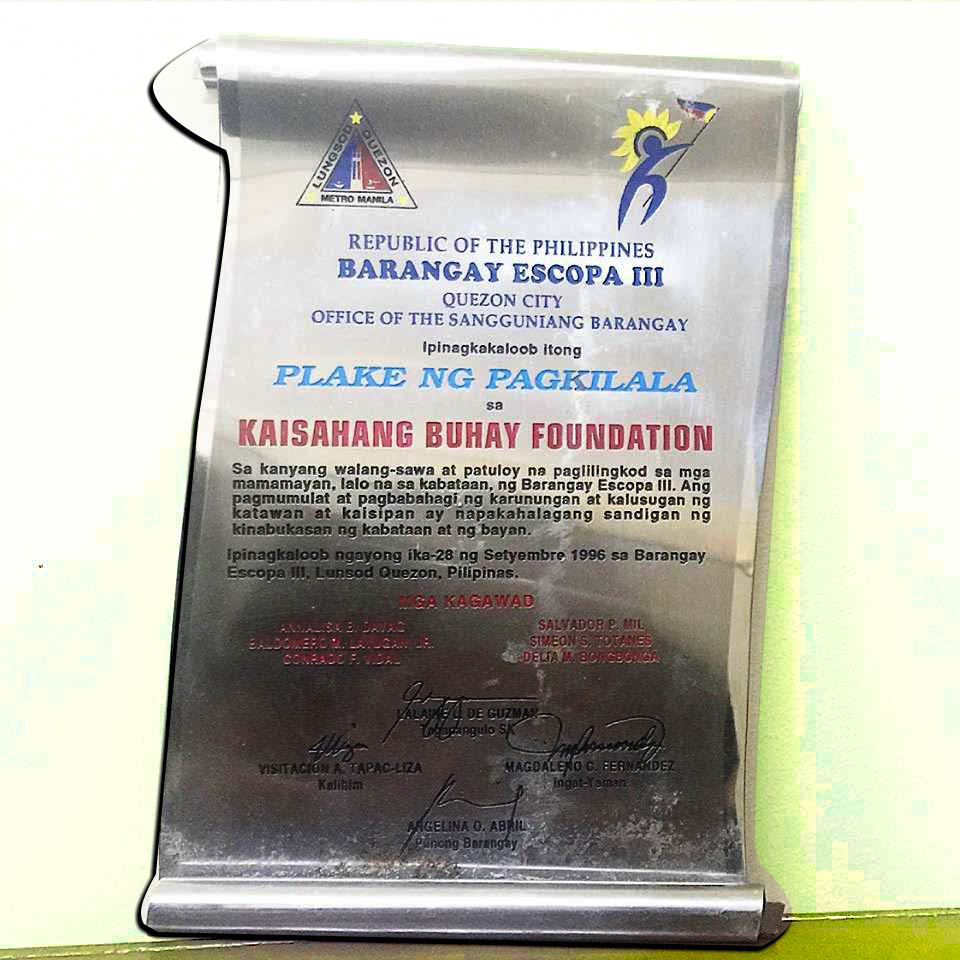 LUNGSOD QUEZON
METRO MANILA
REPUBLIC OF THE PHILIPPINES
BARANGAY ESCOPA III
QUEZON CITY
OFFICE OF THE SANGGUNIANG BARANGAY
Ipinagkakaloob itong
PLAKE NG PAGKILALA
sa
KAISAHANG BUHAY FOUNDATION
Sa kanyang walang-sawa at patuloy na paglilingkod sa mga
mamamayan, lalo na sa kabataan, ng Barangay Escopa III. Ang
pagmumulat at pagbabahagi ng karunungan at kalusugan ng
katawan at kaisipan ay napakahalagang sandigan ng
kinabukasan ng kabataan at ng bayan.
Ipinagkaloob ngayong ika-28 ng Setyembre 1996 sa Barangay
Escopa III, Lunsod Quezon, Pilipinas.
MGA KAGAWAD
ANNALISA B.
BALDOMERO M. JR.
CONRADO F. VIDAL
SALVADOR P. MIL
SIMEON S. TOTANES
DELIA M. BONGBONGA
LALAINE L. DE GUZMAN
Tagapangulo SK
VISITACION A. TAPAC-LIZA
Kalihim
MAGDALENO C. FERNANDEZ
Ingat-Yaman
ANGELINA O. ABRIL
Punong Barangay